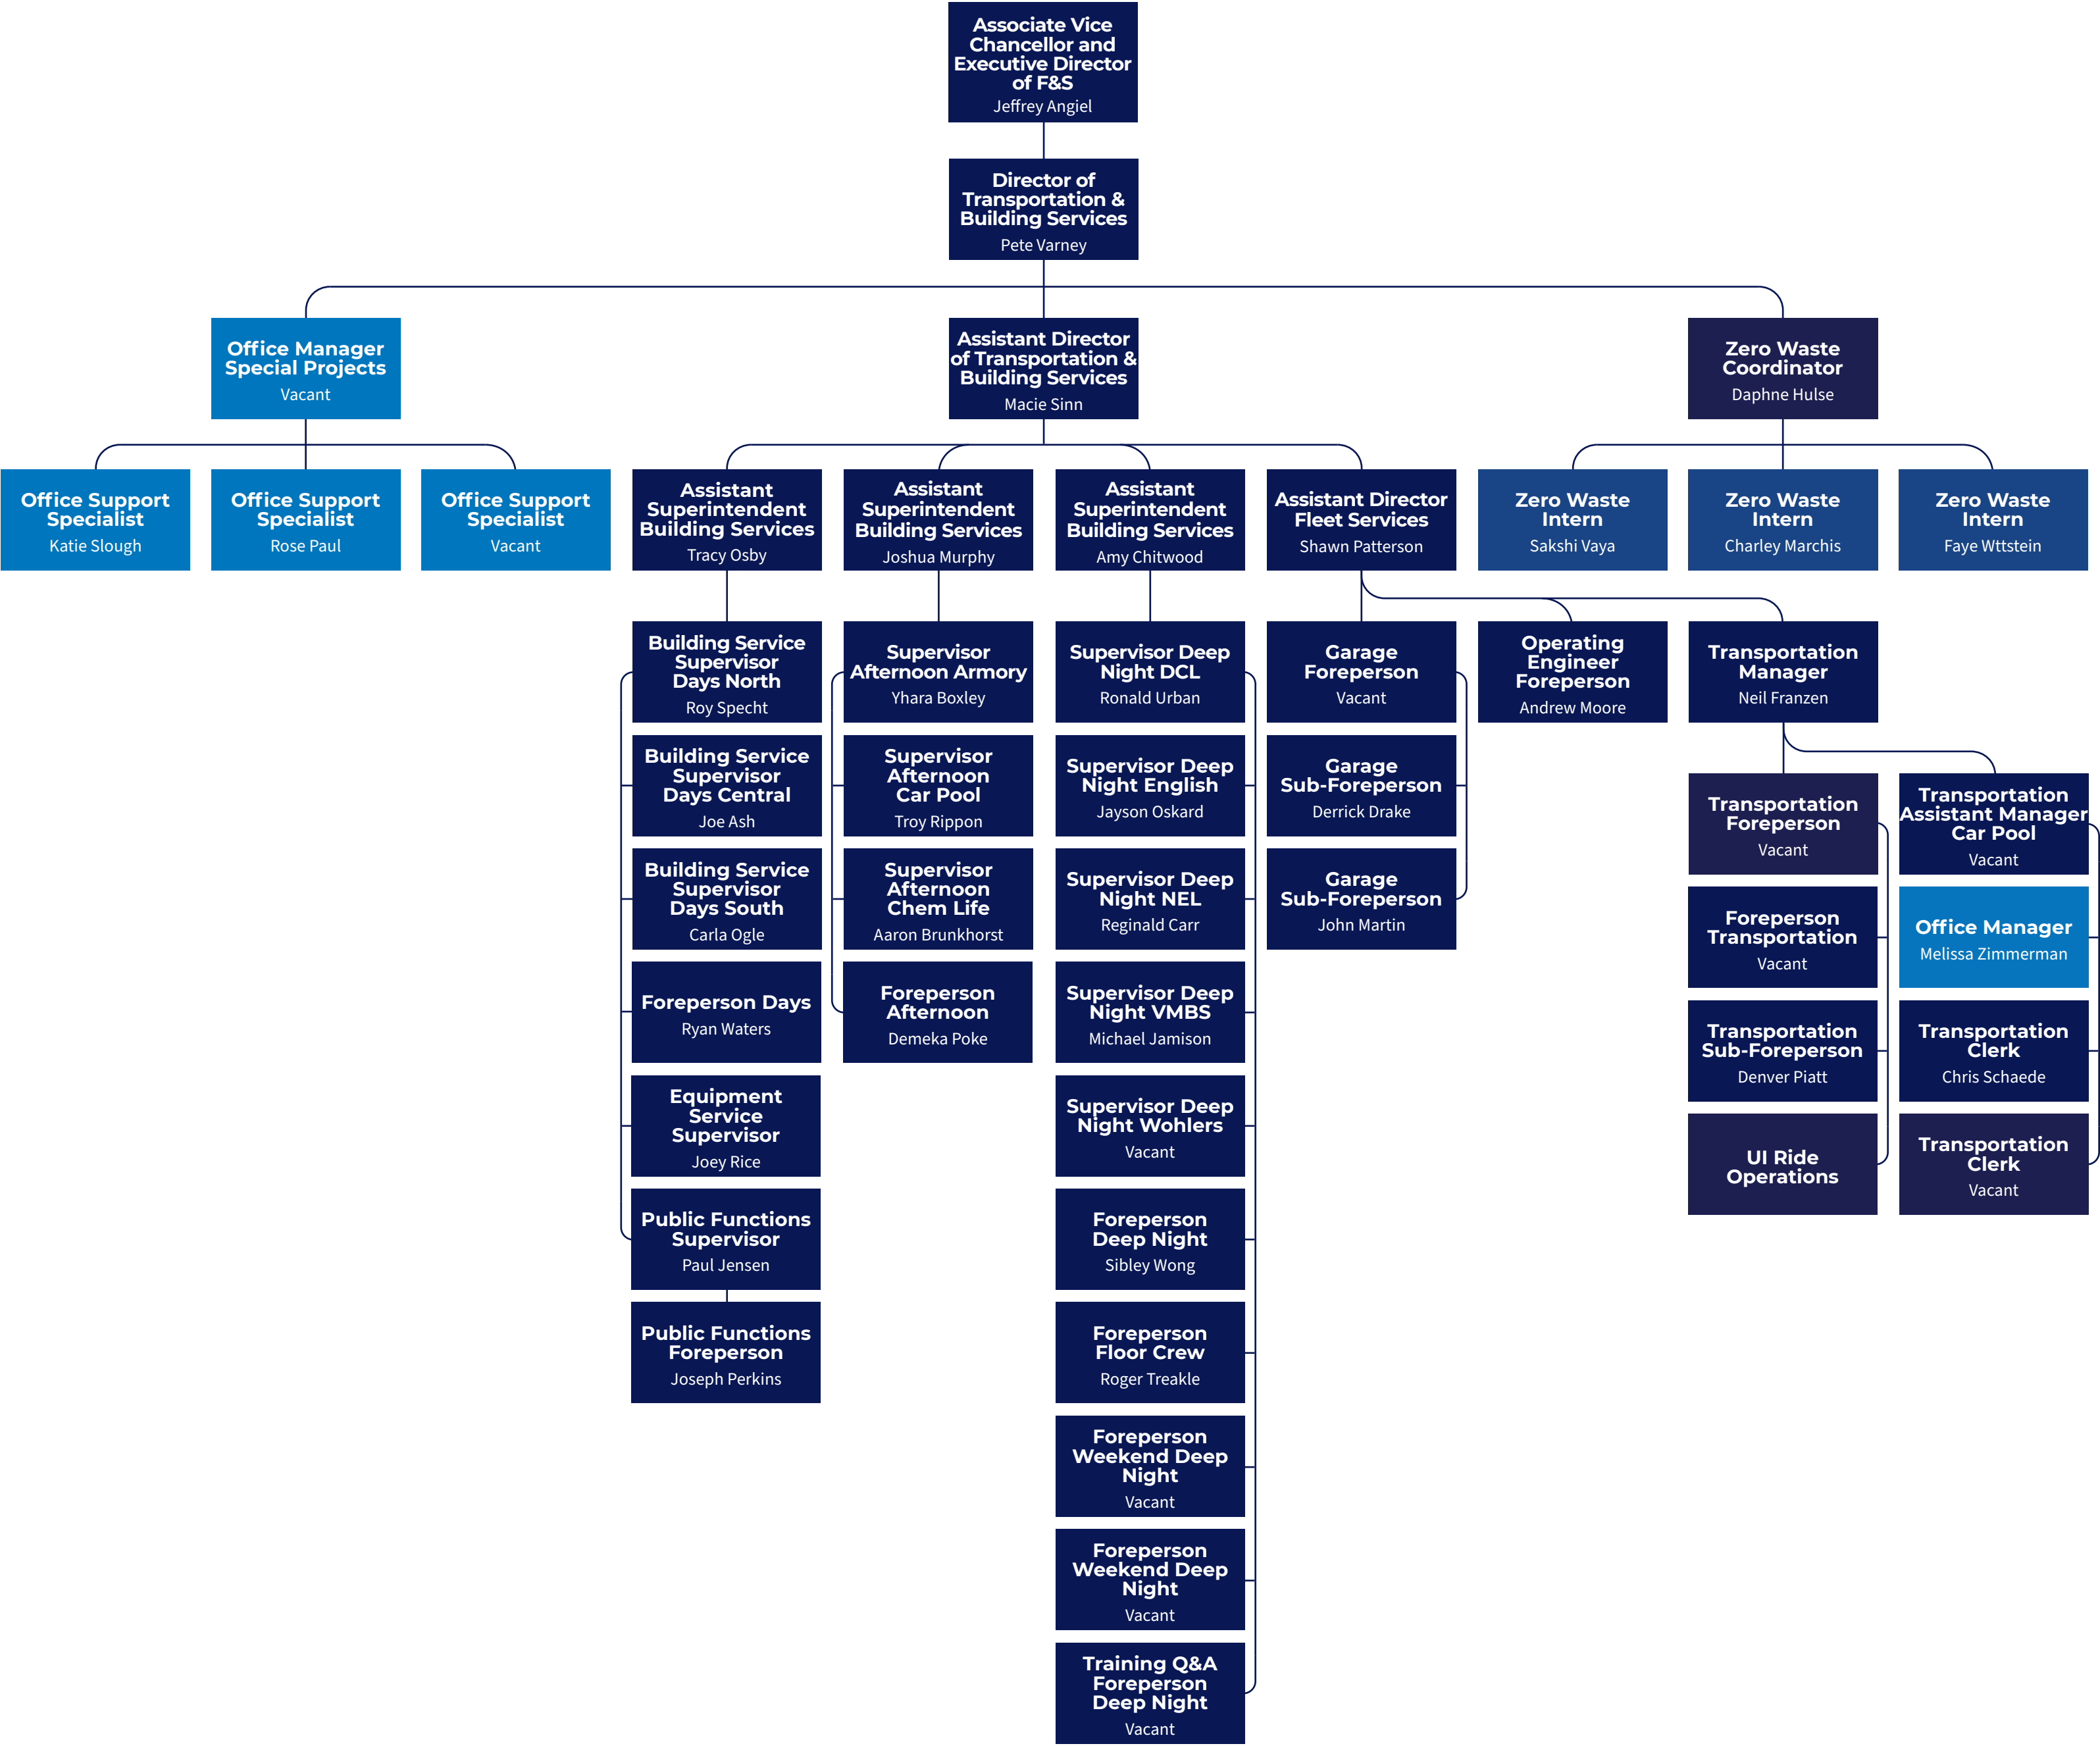 Associate Vice
Chancellor and
Executive Director
of F&S
Jeffrey Angiel
Director of
Transportation &
Building Services
Pete Varney
Office Manager
Special Projects
Vacant
Assistant Director
of Transportation &
Building Services
Macie Sinn
Zero Waste
Coordinator
Daphne Hulse
Office Support
Specialist
Katie Slough
Office Support
Specialist
Rose Paul
Office Support
Specialist
Vacant
Assistant
Superintendent
Building Services
Tracy Osby
Assistant
Superintendent
Building Services
Joshua Murphy
Assistant
Superintendent
Building Services
Amy Chitwood
Assistant Director
Fleet Services
Shawn Patterson
Zero Waste
Intern
Sakshi Vaya
Zero Waste
Intern
Charley Marchis
Zero Waste
Intern
Faye Wttstein
Building Service
Supervisor
Days North
Roy Specht
Building Service
Supervisor
Days Central
Joe Ash
Building Service
Supervisor
Days South
Carla Ogle
Foreperson Days
Ryan Waters
Equipment
Service
Supervisor
Joey Rice
Public Functions
Supervisor
Paul Jensen
Public Functions
Foreperson
Joseph Perkins
Supervisor
Afternoon Armory
Yhara Boxley
Supervisor
Afternoon
Car Pool
Troy Rippon
Supervisor
Afternoon
Chem Life
Aaron Brunkhorst
Foreperson
Afternoon
Demeka Poke
Supervisor Deep
Night DCL
Ronald Urban
Supervisor Deep
Night English
Jayson Oskard
Supervisor Deep
Night NEL
Reginald Carr
Supervisor Deep
Night VMBS
Michael Jamison
Supervisor Deep
Night Wohlers
Vacant
Foreperson
Deep Night
Sibley Wong
Foreperson
Floor Crew
Roger Treakle
Foreperson
Weekend Deep
Night
Vacant
Foreperson
Weekend Deep
Night
Vacant
Training Q&A
Foreperson
Deep Night
Vacant
Garage
Foreperson
Vacant
Garage
Sub-Foreperson
Derrick Drake
Garage
Sub-Foreperson
John Martin
Operating
Engineer
Foreperson
Andrew Moore
Transportation
Manager
Neil Franzen
Transportation
Foreperson
Vacant
Foreperson
Transportation
Vacant
Transportation
Sub-Foreperson
Denver Piatt
UI Ride
Operations
Transportation
Assistant Manager
Car Pool
Vacant
Office Manager
Melissa Zimmerman
Transportation
Clerk
Chris Schaede
Transportation
Clerk
Vacant